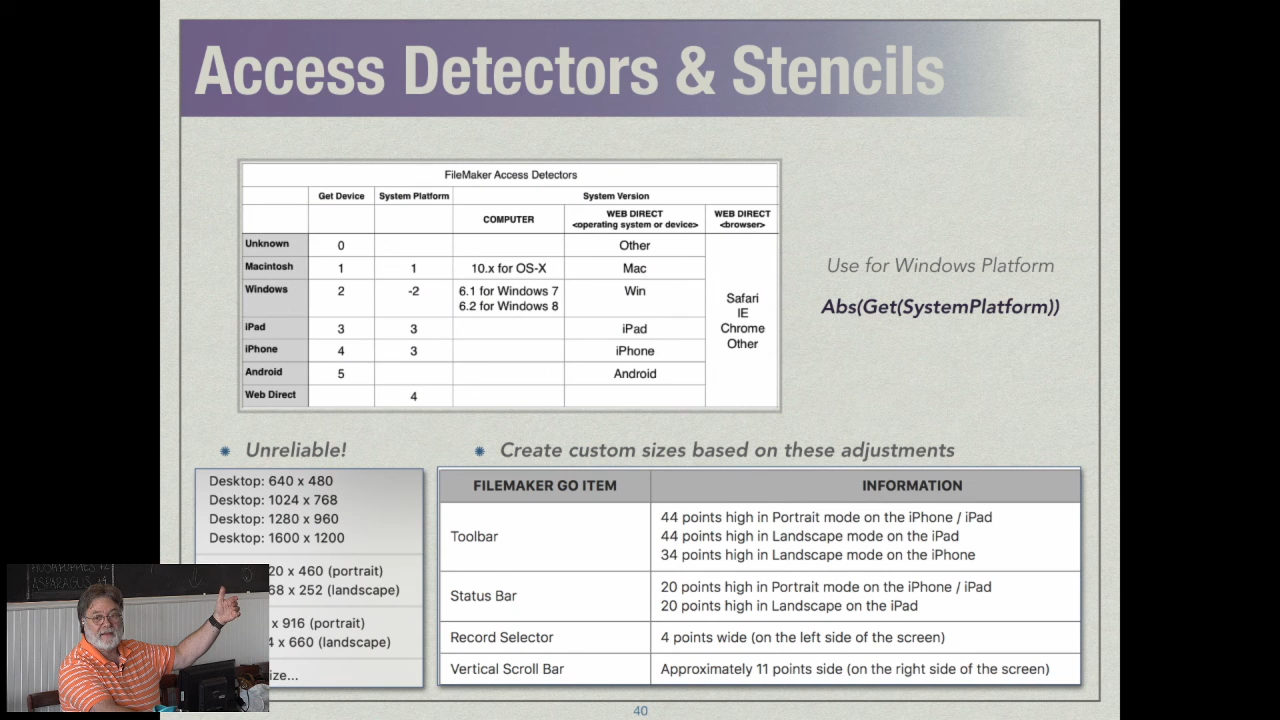 Access Detectors & Stencils
FileMaker Access Detectors
Get Device System Platform System Version
COMPUTER WEB DIRECT <operating system or device> WEB DIRECT <browser>
Unknown 0 Other
Macintosh 1 1 10.x for OS-X Mac
Windows 2 -2 6.1 for Windows 7 Win
6.2 for Windows 8
iPad 3 3 iPad
iPhone 4 3 iPhone
Android 5 Android
Web Direct 4
Safari
IE
Chrome
Other
Use for Windows Platform
Abs(Get(SystemPlatform))
Unreliable!
Desktop: 640 x 480
Desktop: 1024 x 768
Desktop: 1280 x 960
Desktop: 1600 x 1200
20 x 460 (portrait)
68 x 252 (landscape)
x 916 (portrait)
4 x 660 (landscape)
ize...
Create custom sizes based on these adjustments
FILEMAKER GO ITEM INFORMATION
Toolbar
44 points high in Portrait mode on the iPhone / iPad
44 points high in Landscape mode on the iPad
34 points high in Landscape mode on the iPhone
Status Bar
20 points high in Portrait mode on the iPhone / iPad
20 points high in Landscape on the iPad
Record Selector 4 points wide (on the left side of the screen)
Vertical Scroll Bar Approximately 11 points side (on the right side of the screen)
ASPARAGUS
40